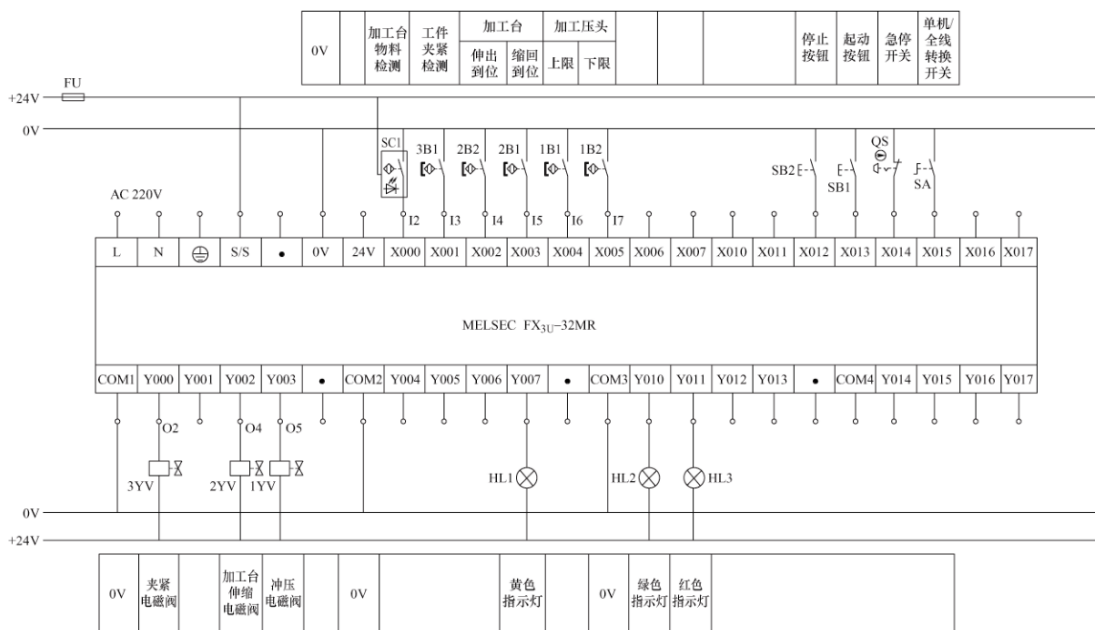 0V 加工台 工件 加工台 加工压头 停止 起动 急停 单机/
物料 夹紧 按钮 按钮 开关 全线
检测 检测 伸出 缩回 上限 下限 转换
到位 到位 开关
FU
+24V
0V
SC1 3B1 2B2 2B1 1B1 1B2 QS
SB2 SB1 SA
AC 220V
I2 I3 I4 I5 I6 I7
L N S/S • 0V 24V X000 X001 X002 X003 X004 X005 X006 X007 X010 X011 X012 X013 X014 X015 X016 X017
MELSEC FX3U-32MR
COM1 Y000 Y001 Y002 Y003 • COM2 Y004 Y005 Y006 Y007 • COM3 Y010 Y011 Y012 Y013 • COM4 Y014 Y015 Y016 Y017
O2 O4 O5
3YV 2YV 1YV HL1 HL2 HL3
0V
+24V
0V 夹紧 加工台 冲压 0V 黄色 0V 绿色 红色
电磁阀 伸缩 电磁阀 指示灯 指示灯 指示灯
电磁阀